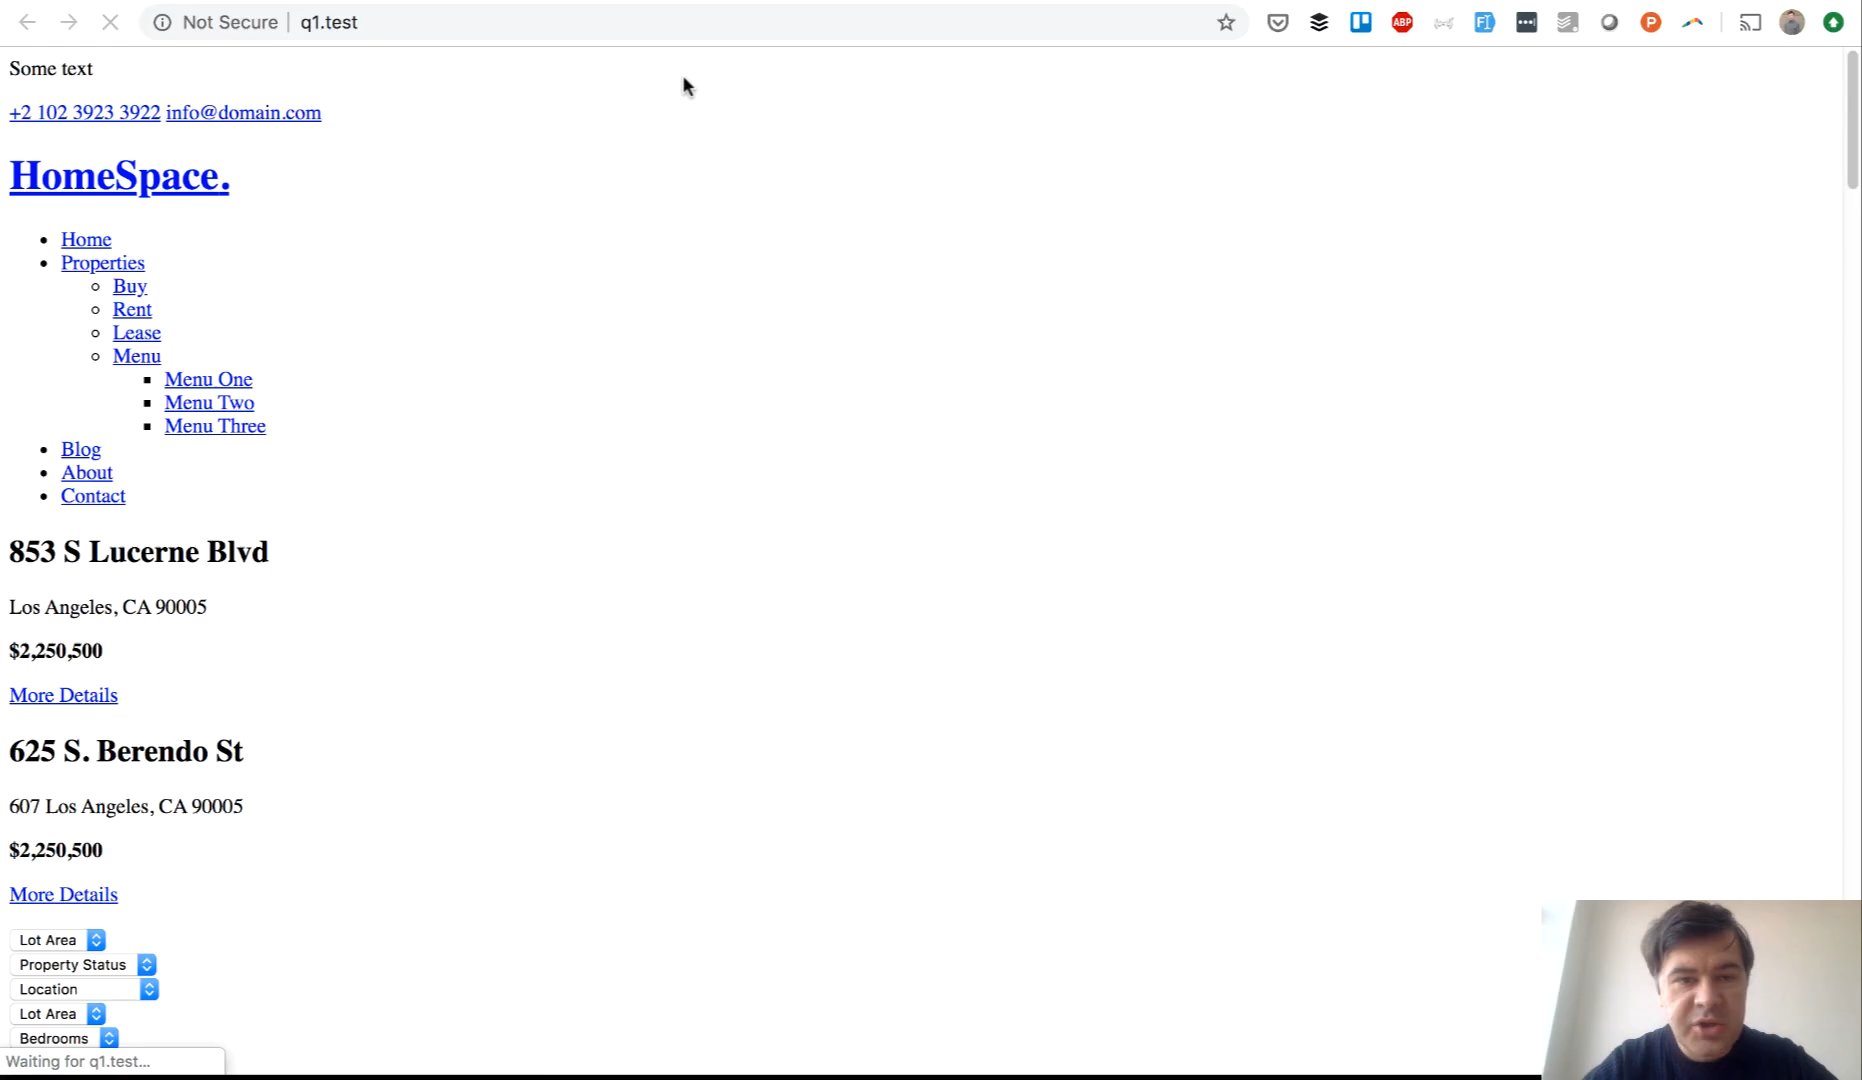 Not Secure | q1.test
ABP
F
P
Some text
+2 102 3923 3922 info@domain.com
HomeSpace.
Home
Properties
Buy
Rent
Lease
Menu
Menu One
Menu Two
Menu Three
Blog
About
Contact
853 S Lucerne Blvd
Los Angeles, CA 90005
$2,250,500
More Details
625 S. Berendo St
607 Los Angeles, CA 90005
$2,250,500
More Details
Lot Area
Property Status
Location
Lot Area
Bedrooms
Waiting for q1.test...